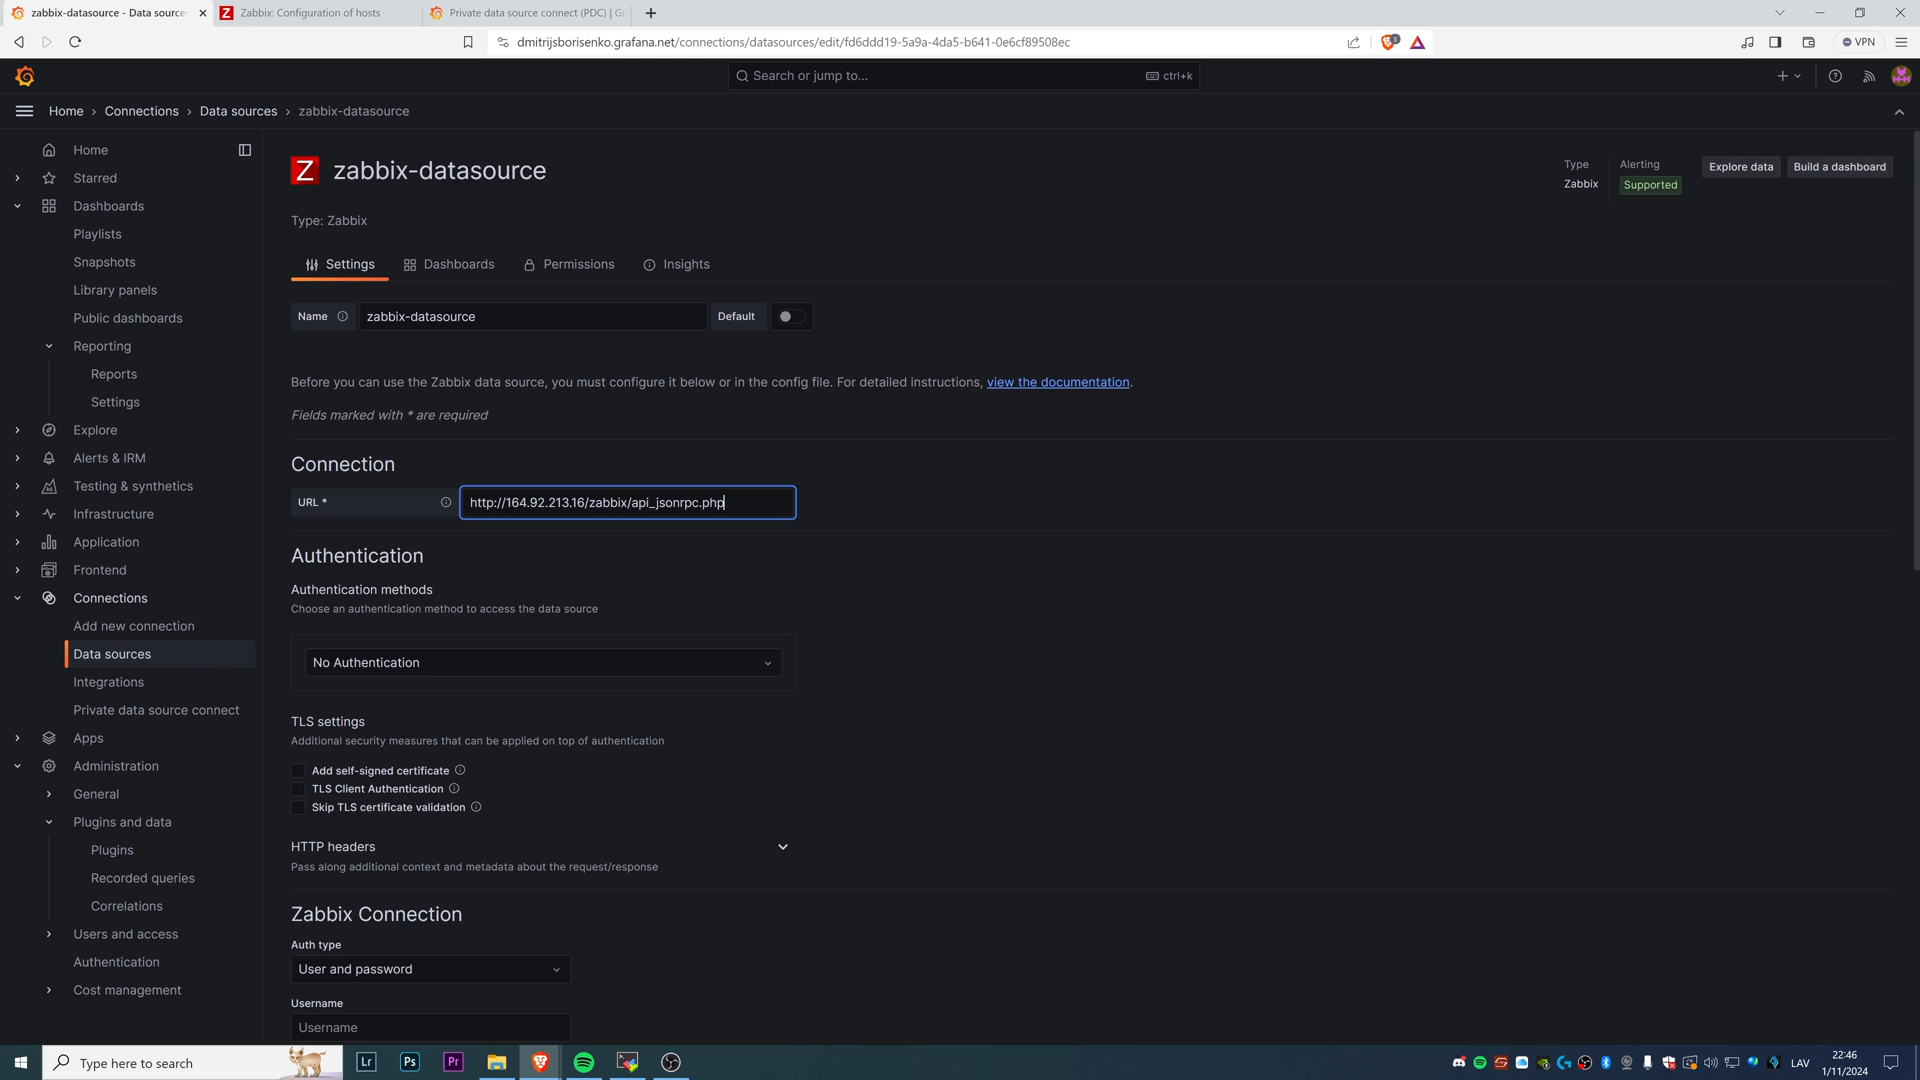 zabbix-datasource - Data source
Zabbix: Configuration of hosts
Private data source connect (PDC) | Gr
dmitrijsborisenko.grafana.net/connections/datasources/edit/fd6ddd19-5a9a-4da5-b641-0e6cf89508ec
VPN
Search or jump to...
ctrl+k
Home › Connections › Data sources › zabbix-datasource
Home
Starred
Dashboards
Playlists
Snapshots
Library panels
Public dashboards
Reporting
Reports
Settings
Explore
Alerts & IRM
Testing & synthetics
Infrastructure
Application
Frontend
Connections
Add new connection
Data sources
Integrations
Private data source connect
Apps
Administration
General
Plugins and data
Plugins
Recorded queries
Correlations
Users and access
Authentication
Cost management
Z
zabbix-datasource
Type: Zabbix
Type
Zabbix
Alerting
Supported
Explore data
Build a dashboard
Settings
Dashboards
Permissions
Insights
Name
zabbix-datasource
Default
Before you can use the Zabbix data source, you must configure it below or in the config file. For detailed instructions, view the documentation.
Fields marked with * are required
Connection
URL *
http://164.92.213.16/zabbix/api_jsonrpc.php
Authentication
Authentication methods
Choose an authentication method to access the data source
No Authentication
TLS settings
Additional security measures that can be applied on top of authentication
Add self-signed certificate
TLS Client Authentication
Skip TLS certificate validation
HTTP headers
Pass along additional context and metadata about the request/response
Zabbix Connection
Auth type
User and password
Username
Username
Type here to search
Lr
Ps
Pr
LAV
22:46
1/11/2024